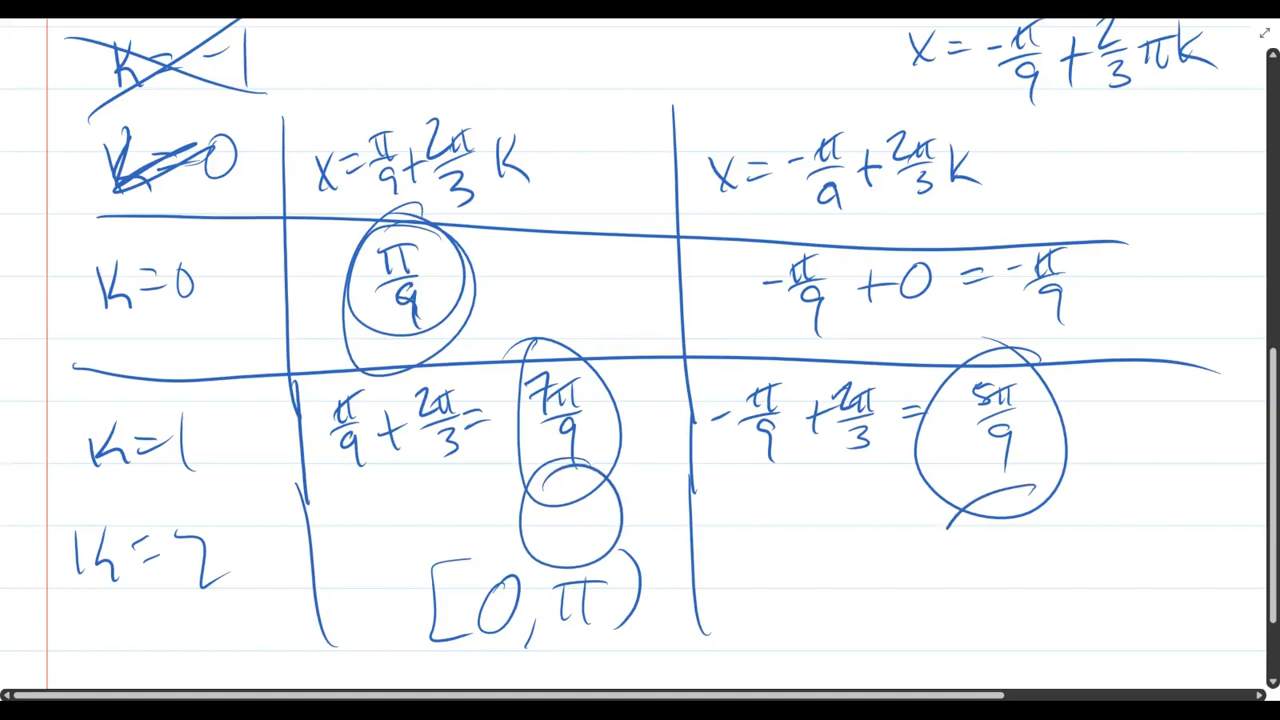 K = -1
x = -π/9 + 2/3 πK
K = 0
x = π/9 + 2π/3 K
x = -π/9 + 2π/3 K
K = 0
π/9
-π/9 + 0 = -π/9
K = 1
π/9 + 2π/3 = 7π/9
-π/9 + 2π/3 = 5π/9
K = 2
[0, π)